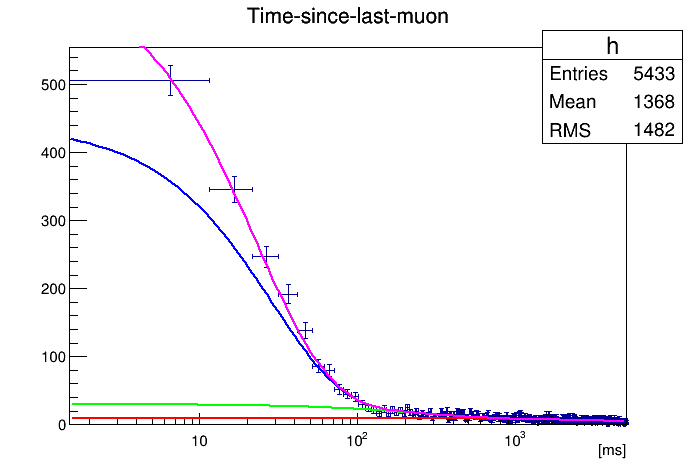 Time-since-last-muon
h
Entries 5433
Mean 1368
RMS 1482
500
400
300
200
100
0
10 10² 10³
[ms]